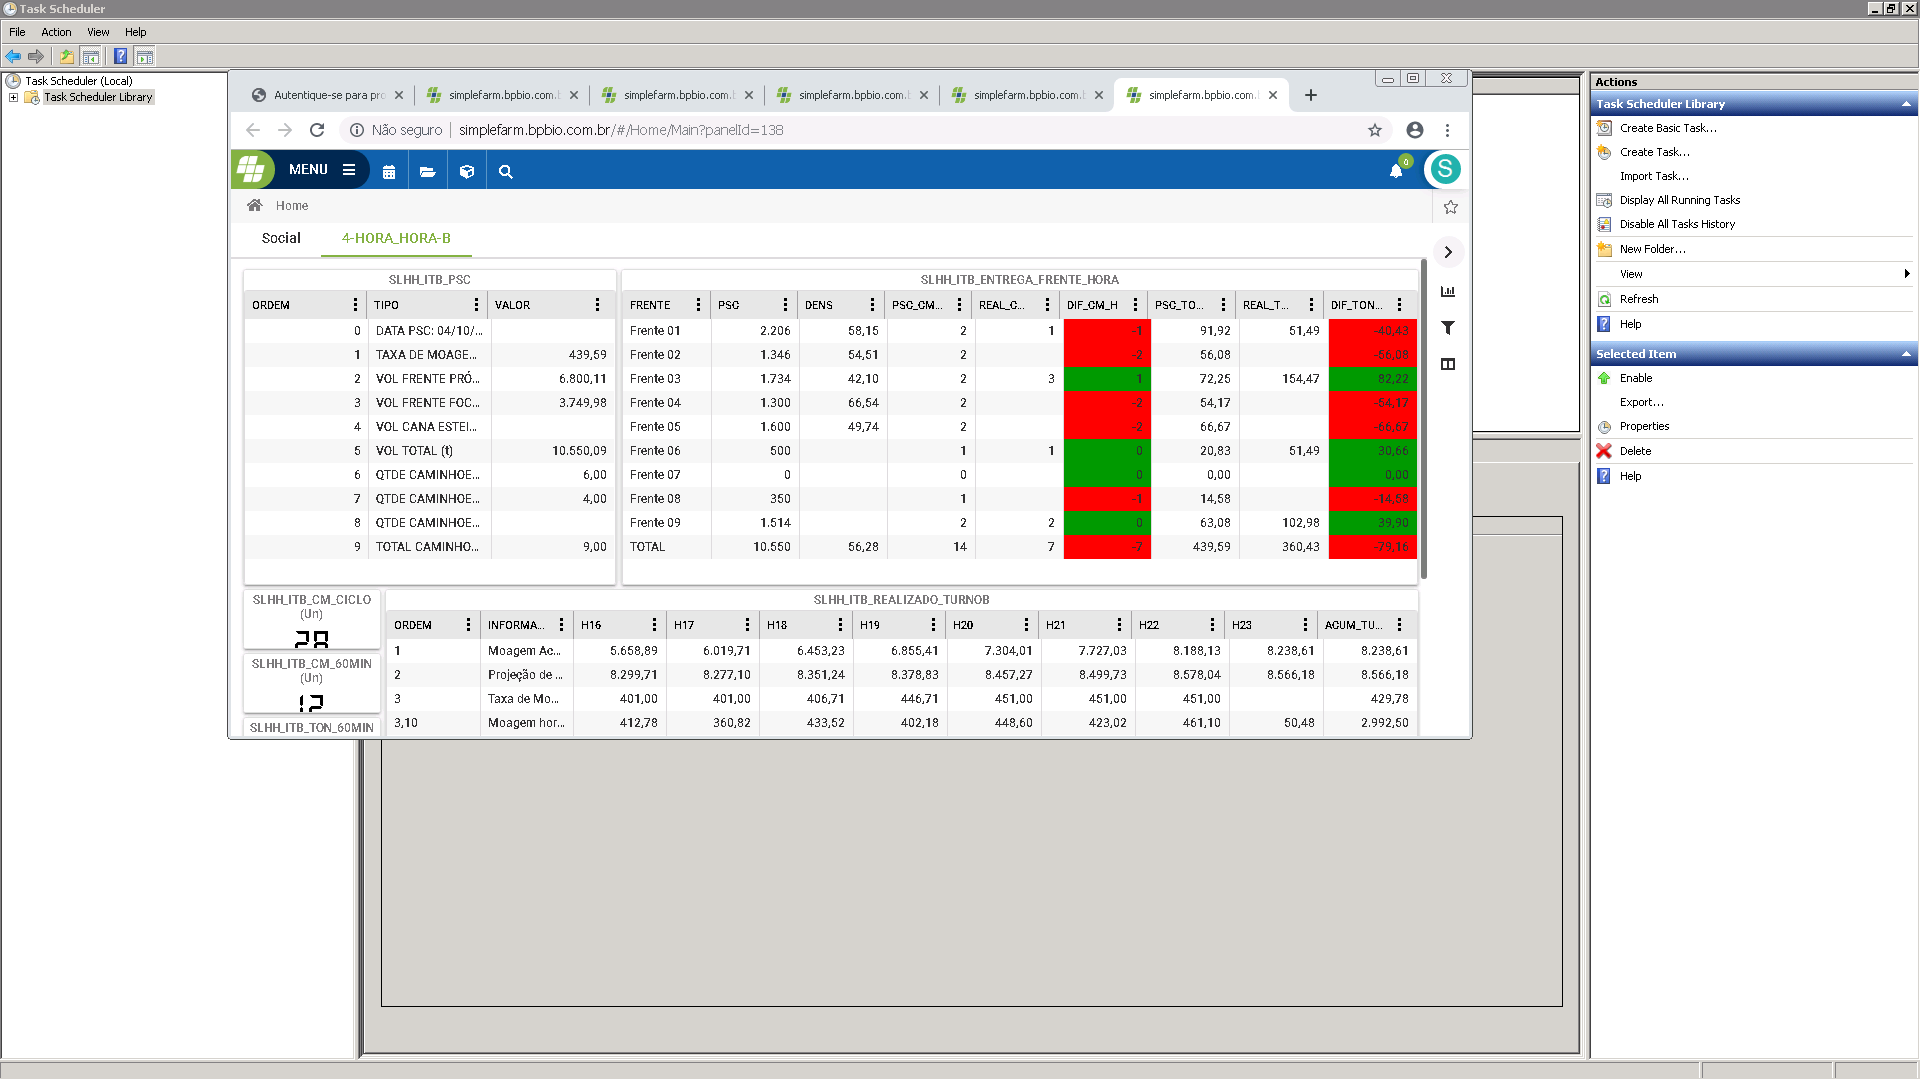 Task Scheduler
File Action View Help
Task Scheduler (Local)
Task Scheduler Library
Autentique-se para pro
simplefarm.bpbio.com.b
simplefarm.bpbio.com.b
simplefarm.bpbio.com.b
simplefarm.bpbio.com.b
simplefarm.bpbio.com.
Não seguro simplefarm.bpbio.com.br/#/Home/Main?panelId=138
MENU
0
S
Home
Social 4-HORA_HORA-B
SLHH_ITB_PSC
ORDEM TIPO VALOR
0 DATA PSC: 04/10/...
1 TAXA DE MOAGE... 439,59
2 VOL FRENTE PRÓ... 6.800,11
3 VOL FRENTE FOC... 3.749,98
4 VOL CANA ESTEI...
5 VOL TOTAL (t) 10.550,09
6 QTDE CAMINHOE... 6,00
7 QTDE CAMINHOE... 4,00
8 QTDE CAMINHOE...
9 TOTAL CAMINHO... 9,00
SLHH_ITB_ENTREGA_FRENTE_HORA
FRENTE PSC DENS PSC_CM... REAL_C... DIF_CM_H PSC_TO... REAL_T... DIF_TON...
Frente 01 2.206 58,15 2 1 -1 91,92 51,49 -40,43
Frente 02 1.346 54,51 2 -2 56,08 -56,08
Frente 03 1.734 42,10 2 3 1 72,25 154,47 82,22
Frente 04 1.300 66,54 2 -2 54,17 -54,17
Frente 05 1.600 49,74 2 -2 66,67 -66,67
Frente 06 500 1 1 0 20,83 51,49 30,66
Frente 07 0 0 0 0,00 0,00
Frente 08 350 1 -1 14,58 -14,58
Frente 09 1.514 2 2 0 63,08 102,98 39,90
TOTAL 10.550 56,28 14 7 -7 439,59 360,43 -79,16
SLHH_ITB_CM_CICLO
(Un)
28
SLHH_ITB_CM_60MIN
(Un)
12
SLHH_ITB_TON_60MIN
SLHH_ITB_REALIZADO_TURNOB
ORDEM INFORMA... H16 H17 H18 H19 H20 H21 H22 H23 ACUM_TU...
1 Moagem Ac... 5.658,89 6.019,71 6.453,23 6.855,41 7.304,01 7.727,03 8.188,13 8.238,61 8.238,61
2 Projeção de ... 8.299,71 8.277,10 8.351,24 8.378,83 8.457,27 8.499,73 8.578,04 8.566,18 8.566,18
3 Taxa de Mo... 401,00 401,00 406,71 446,71 451,00 451,00 451,00 429,78
3,10 Moagem hor... 412,78 360,82 433,52 402,18 448,60 423,02 461,10 50,48 2.992,50
Actions
Task Scheduler Library
Create Basic Task...
Create Task...
Import Task...
Display All Running Tasks
Disable All Tasks History
New Folder...
View
Refresh
Help
Selected Item
Enable
Export...
Properties
Delete
Help